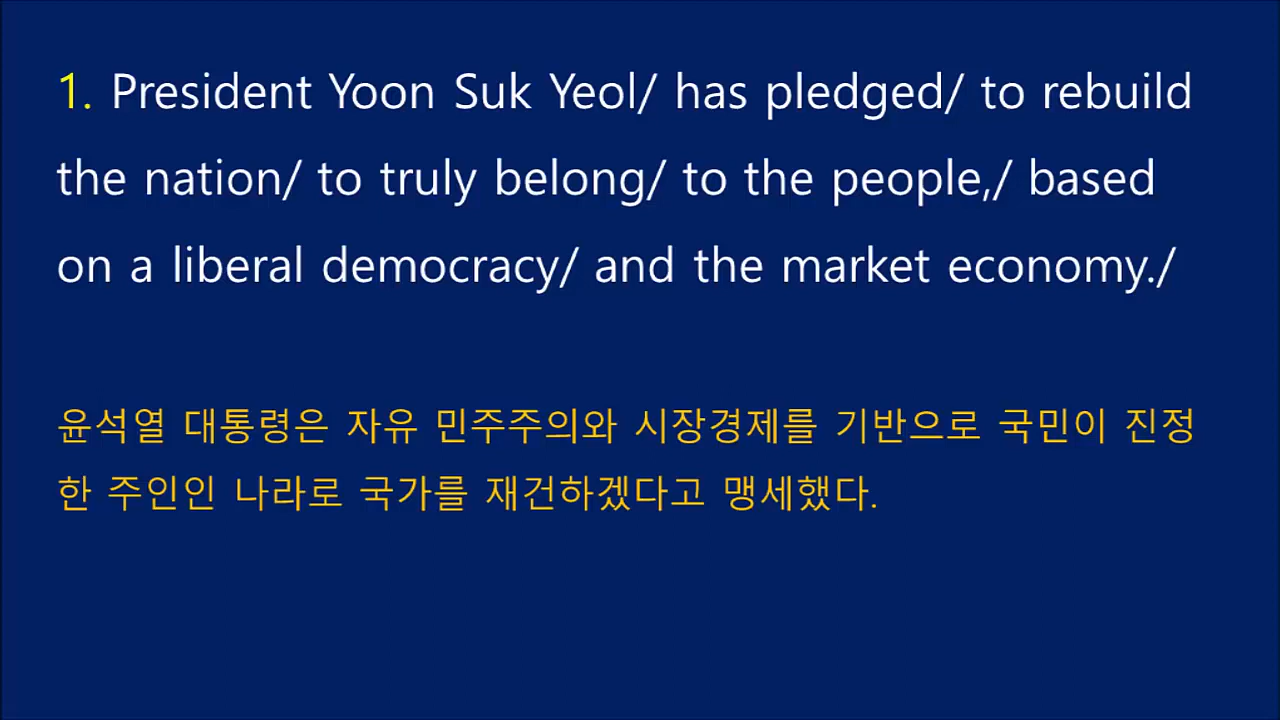 1. President Yoon Suk Yeol/ has pledged/ to rebuild
the nation/ to truly belong/ to the people,/ based
on a liberal democracy/ and the market economy./
윤석열 대통령은 자유 민주주의와 시장경제를 기반으로 국민이 진정
한 주인인 나라로 국가를 재건하겠다고 맹세했다.